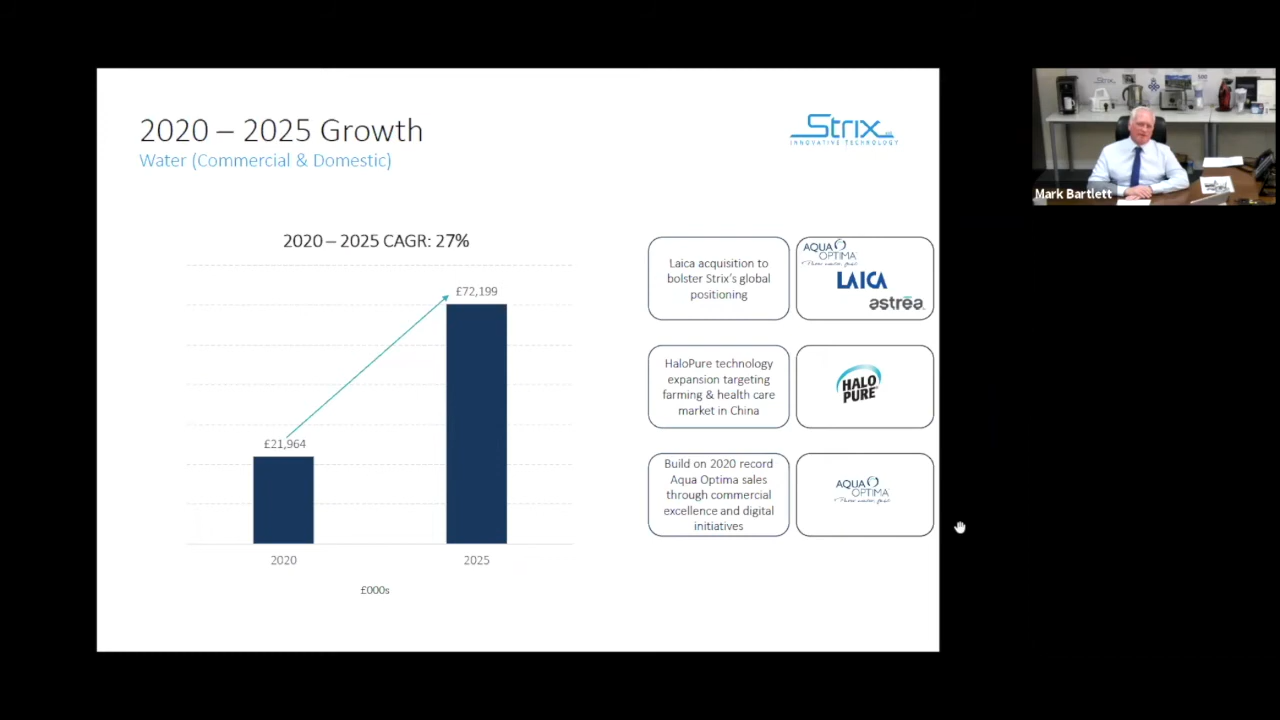 2020 – 2025 Growth
Water (Commercial & Domestic)
Strix
INNOVATIVE TECHNOLOGY
2020 – 2025 CAGR: 27%
£72,199
£21,964
2020
2025
£000s
Laica acquisition to
bolster Strix's global
positioning
AQUA
OPTIMA
LAICA
astrēa
HaloPure technology
expansion targeting
farming & health care
market in China
HALO
PURE
Build on 2020 record
Aqua Optima sales
through commercial
excellence and digital
initiatives
AQUA
OPTIMA
Mark Bartlett